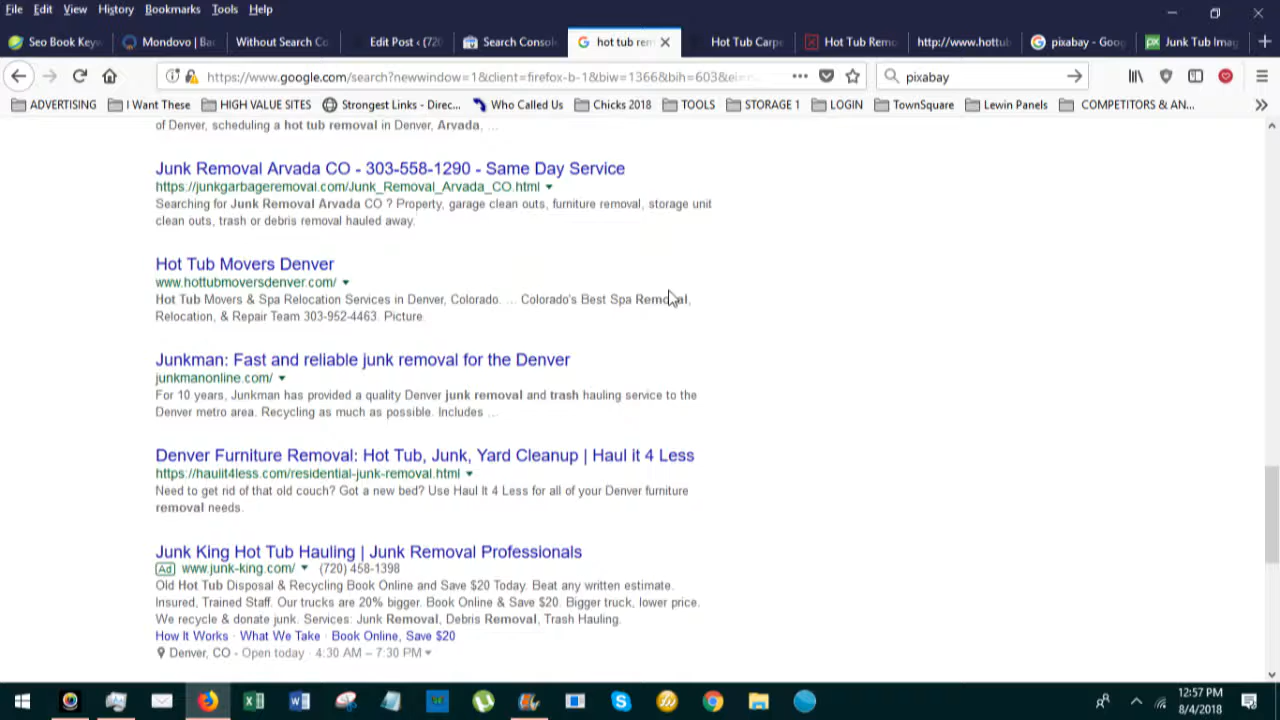 File Edit View History Bookmarks Tools Help
Seo Book Keyw
Mondovo | Bac
Without Search Co
Edit Post ‹ (720
Search Consol
hot tub rem
Hot Tub Carpe
Hot Tub Remo
http://www.hottub
pixabay - Goog
Junk Tub Imag
https://www.google.com/search?newwindow=1&client=firefox-b-1&biw=1366&bih=603&ei=
pixabay
ADVERTISING
I Want These
HIGH VALUE SITES
Strongest Links - Direc...
Who Called Us
Chicks 2018
TOOLS
STORAGE 1
LOGIN
TownSquare
Lewin Panels
COMPETITORS & AN...
of Denver, scheduling a hot tub removal in Denver, Arvada, ...
Junk Removal Arvada CO - 303-558-1290 - Same Day Service
https://junkgarbageremoval.com/Junk_Removal_Arvada_CO.html
Searching for Junk Removal Arvada CO ? Property, garage clean outs, furniture removal, storage unit
clean outs, trash or debris removal hauled away.
Hot Tub Movers Denver
www.hottubmoversdenver.com/
Hot Tub Movers & Spa Relocation Services in Denver, Colorado. ... Colorado's Best Spa Removal,
Relocation, & Repair Team 303-952-4463. Picture.
Junkman: Fast and reliable junk removal for the Denver
junkmanonline.com/
For 10 years, Junkman has provided a quality Denver junk removal and trash hauling service to the
Denver metro area. Recycling as much as possible. Includes ...
Denver Furniture Removal: Hot Tub, Junk, Yard Cleanup | Haul it 4 Less
https://haulit4less.com/residential-junk-removal.html
Need to get rid of that old couch? Got a new bed? Use Haul It 4 Less for all of your Denver furniture
removal needs.
Junk King Hot Tub Hauling | Junk Removal Professionals
Ad www.junk-king.com/ (720) 458-1398
Old Hot Tub Disposal & Recycling Book Online and Save $20 Today. Beat any written estimate.
Insured, Trained Staff. Our trucks are 20% bigger. Book Online & Save $20. Bigger truck, lower price.
We recycle & donate junk. Services: Junk Removal, Debris Removal, Trash Hauling.
How It Works · What We Take · Book Online, Save $20
Denver, CO - Open today · 4:30 AM – 7:30 PM
12:57 PM
8/4/2018